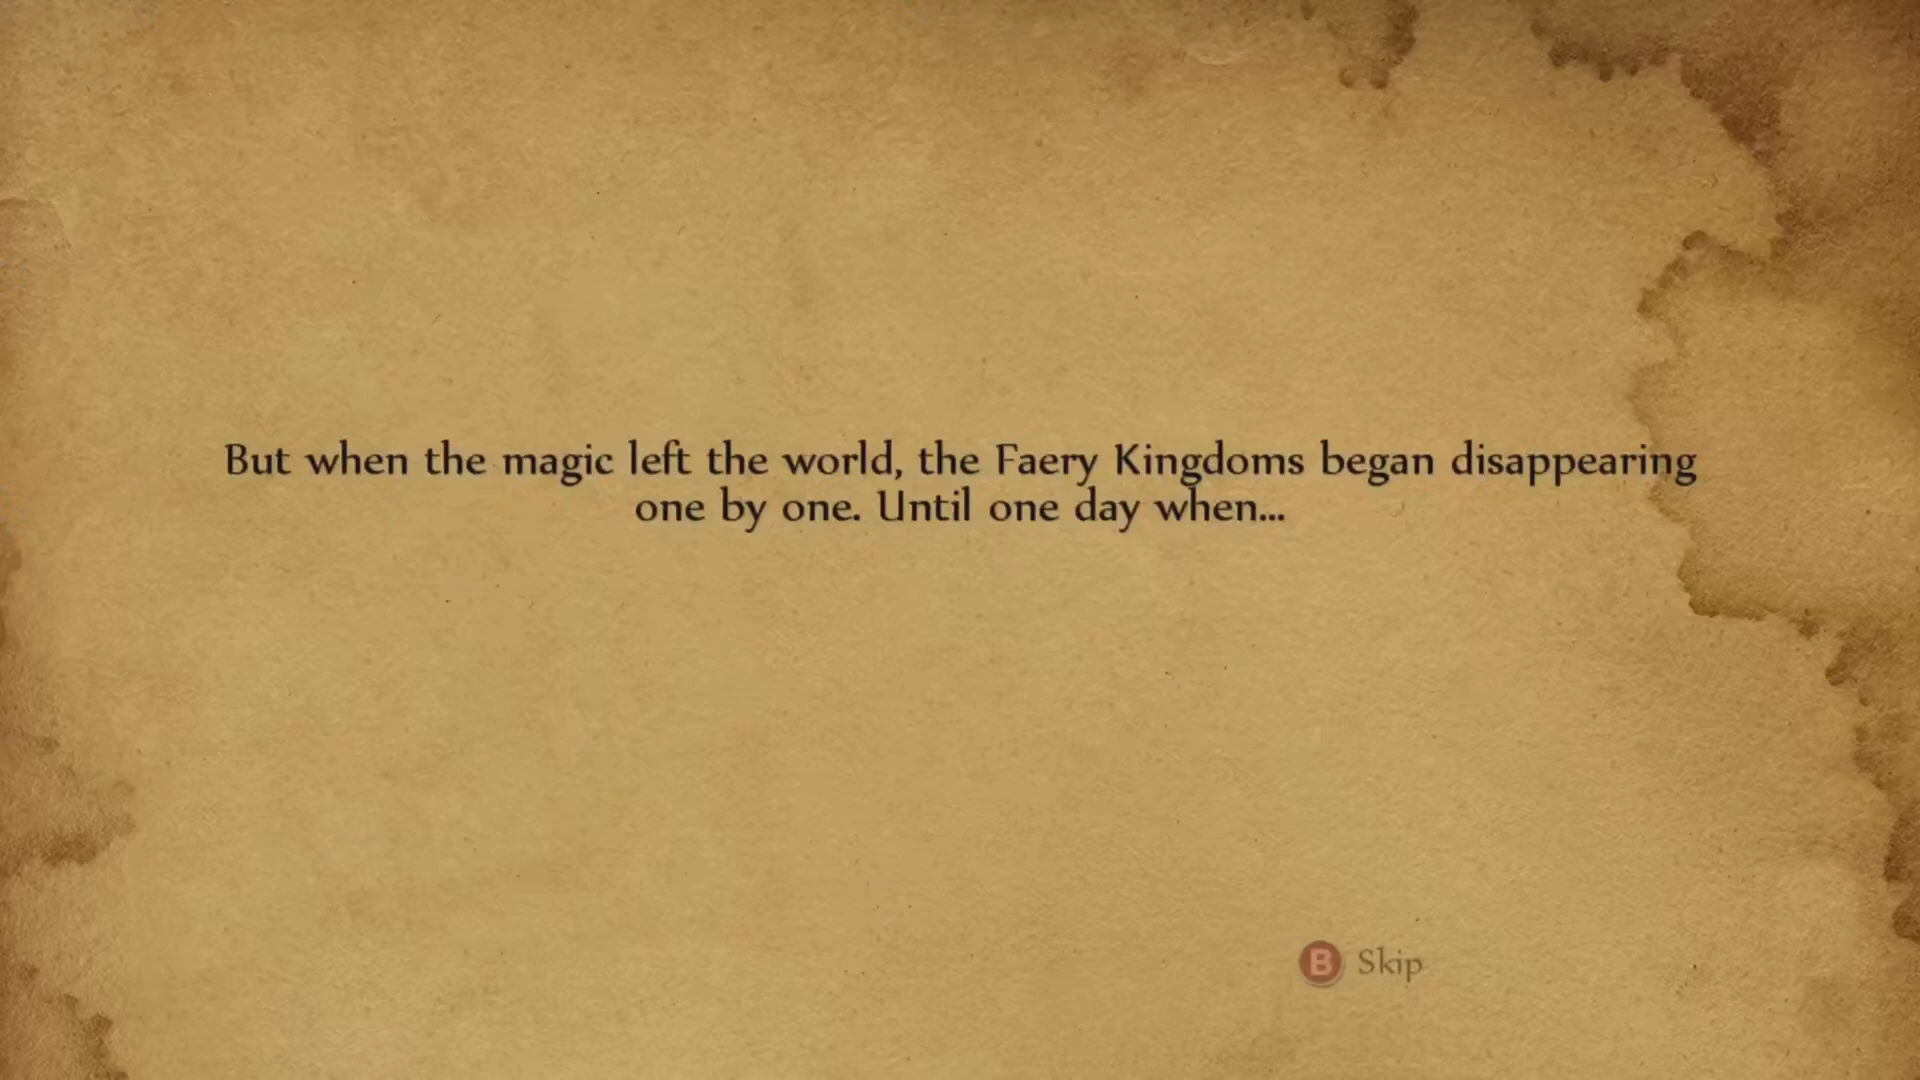 But when the magic left the world, the Faery Kingdoms began disappearing
one by one. Until one day when...
B Skip